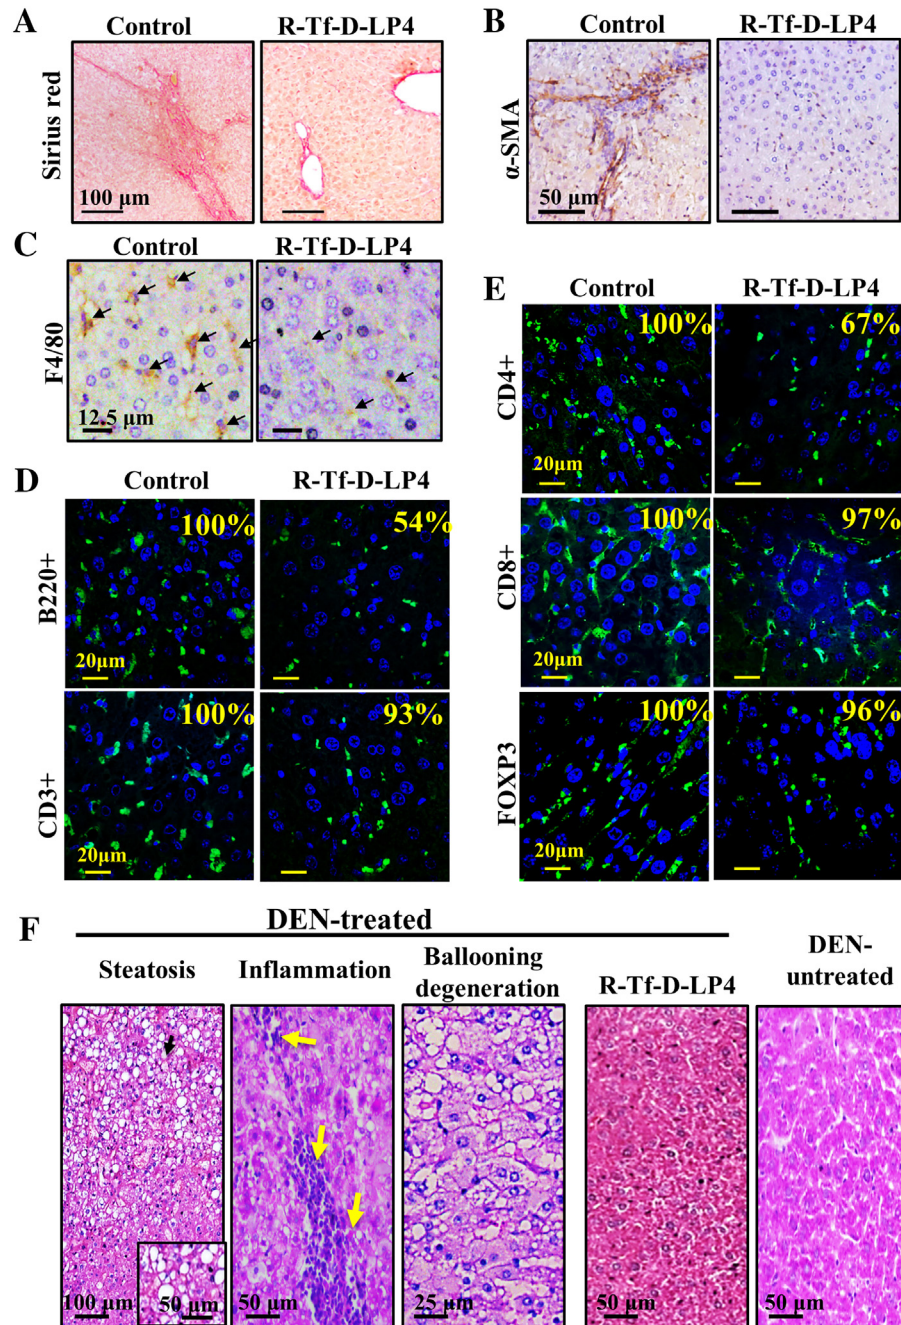 A
Control
R-Tf-D-LP4
Sirius red
100 µm
B
Control
R-Tf-D-LP4
α-SMA
50 µm
C
Control
R-Tf-D-LP4
F4/80
12.5 µm
D
Control
R-Tf-D-LP4
B220+
100%
54%
20µm
CD3+
100%
93%
20µm
E
Control
R-Tf-D-LP4
CD4+
100%
67%
20µm
CD8+
100%
97%
20µm
FOXP3
100%
96%
20µm
F
DEN-treated
Steatosis
Inflammation
Ballooning
degeneration
R-Tf-D-LP4
DEN-
untreated
100 µm
50 µm
50 µm
25 µm
50 µm
50 µm